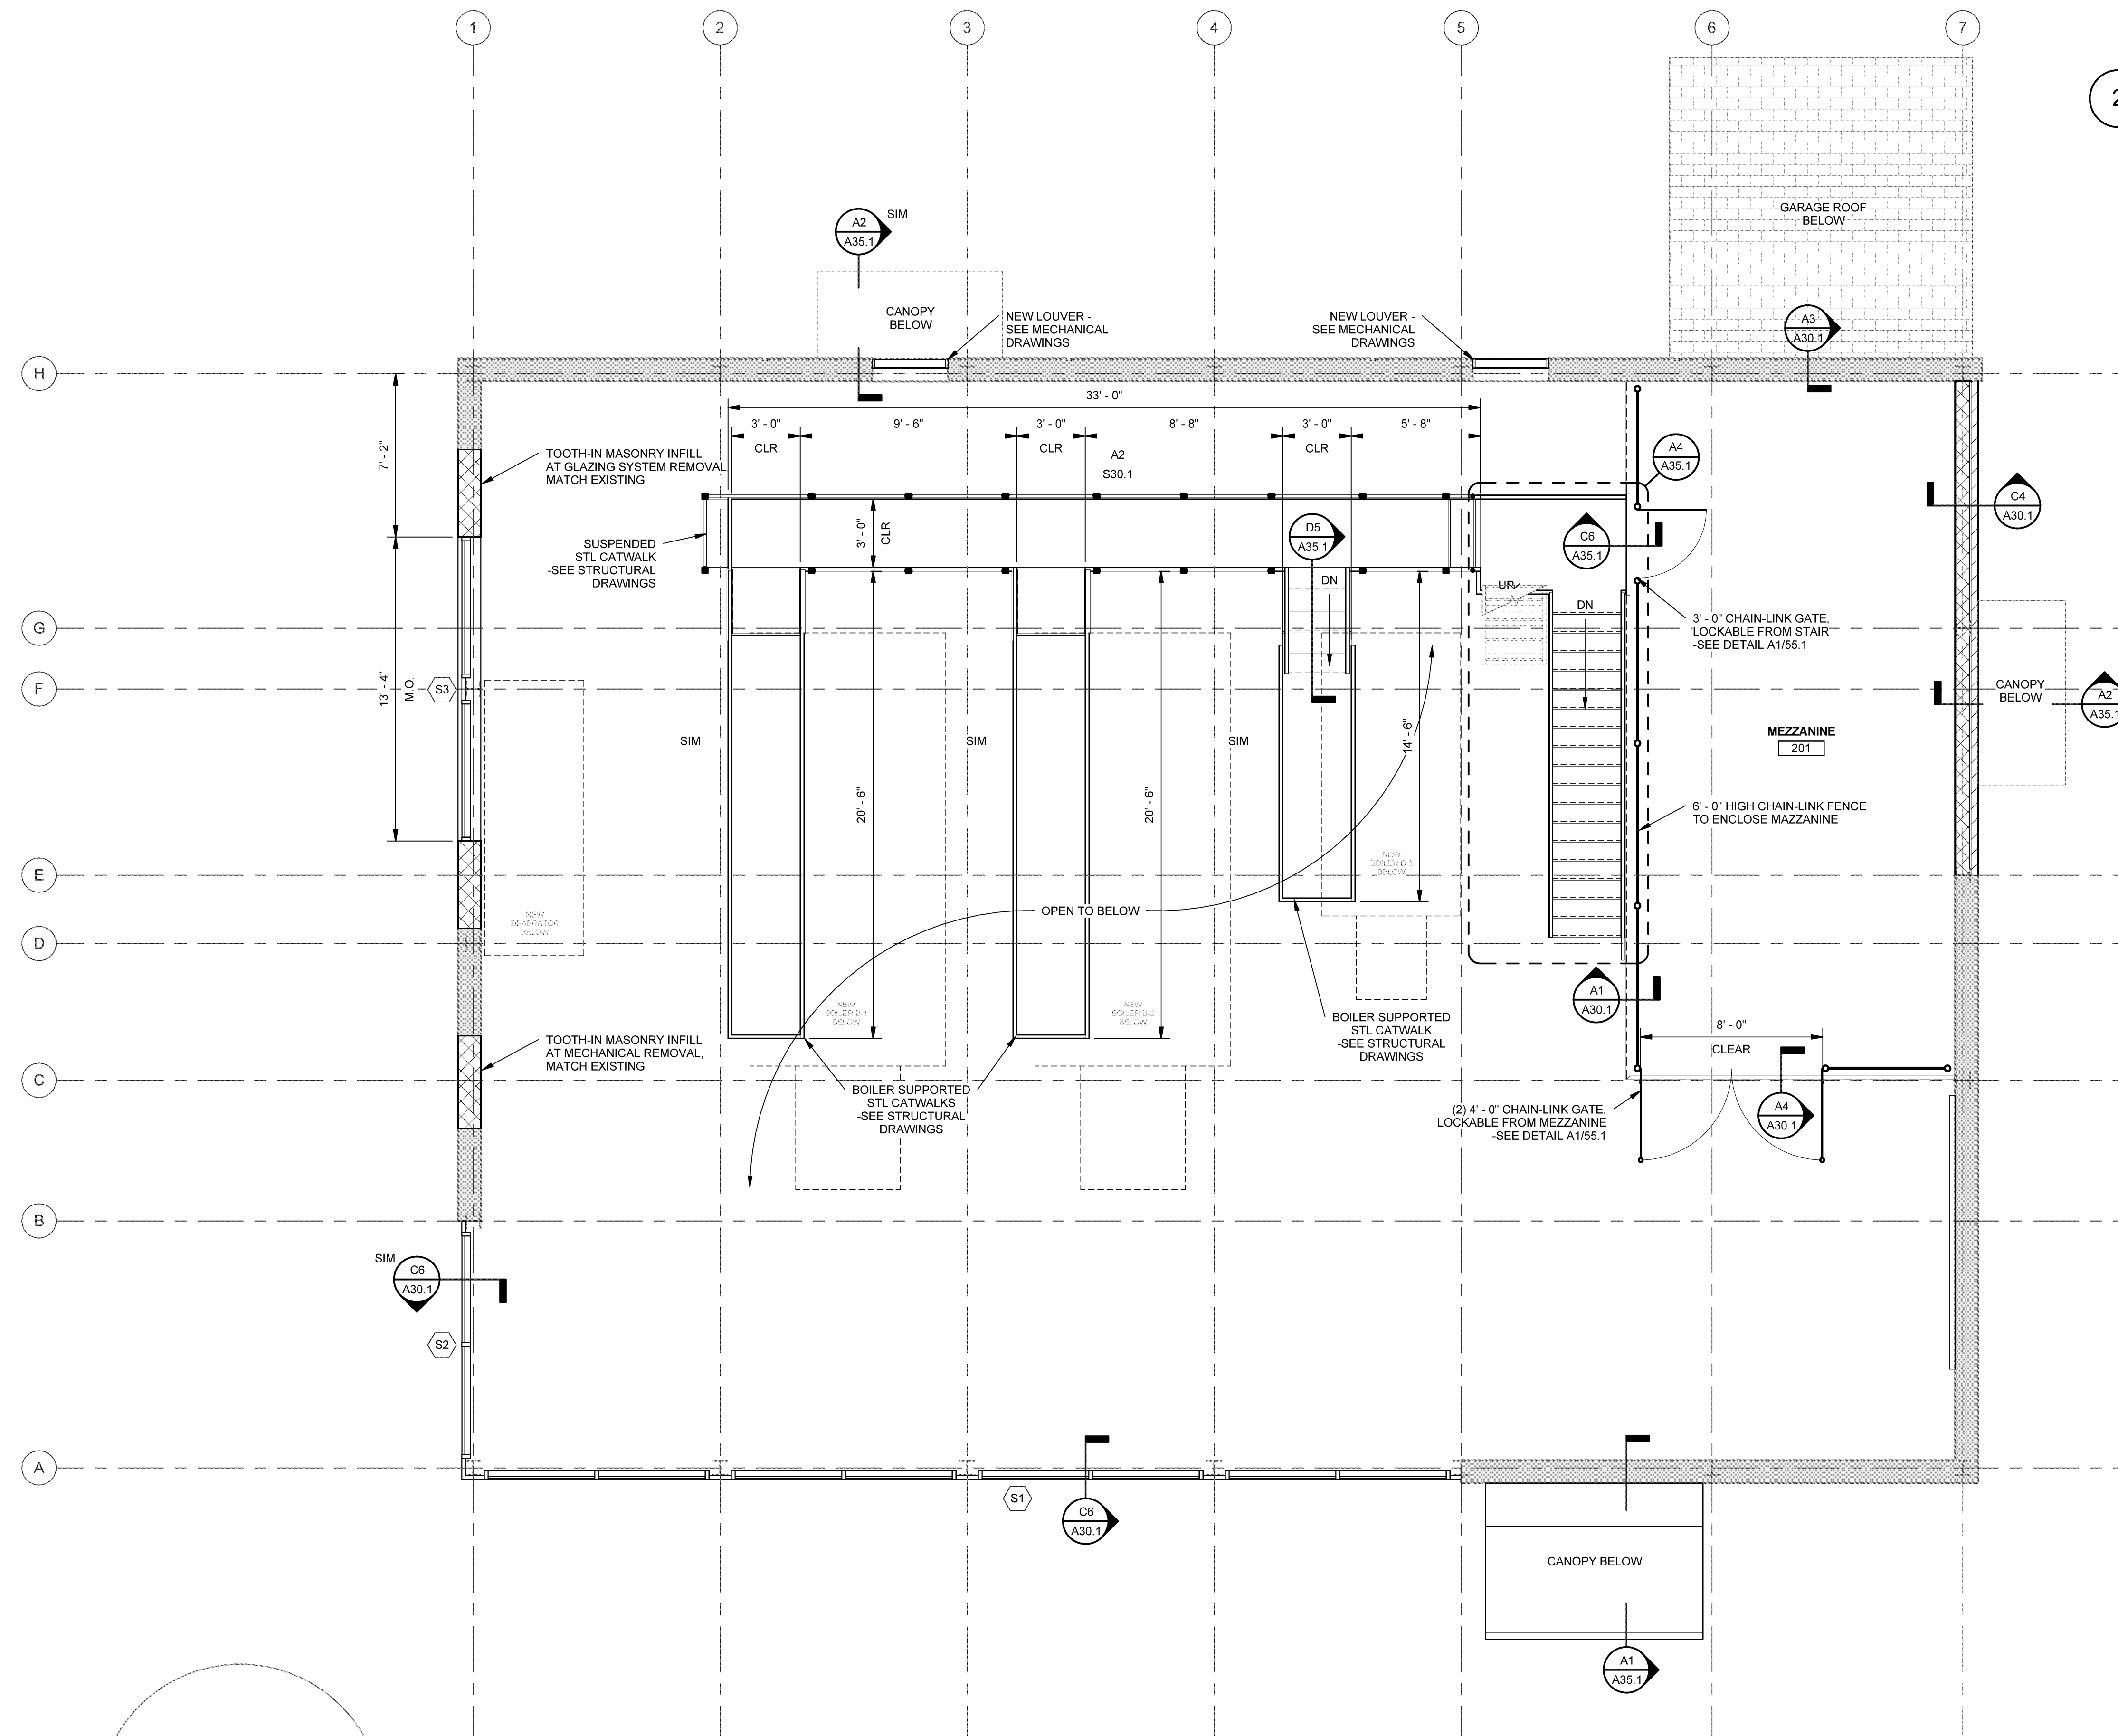 1
2
3
4
5
6
7
2
A2
A35.1
SIM
GARAGE ROOF
BELOW
CANOPY
BELOW
NEW LOUVER -
SEE MECHANICAL
DRAWINGS
NEW LOUVER -
SEE MECHANICAL
DRAWINGS
A3
A30.1
H
33' - 0"
3' - 0"
CLR
9' - 6"
3' - 0"
CLR
8' - 8"
3' - 0"
CLR
5' - 8"
A2
S30.1
7' - 2"
TOOTH-IN MASONRY INFILL
AT GLAZING SYSTEM REMOVAL
MATCH EXISTING
A4
A35.1
C4
A30.1
SUSPENDED
STL CATWALK
-SEE STRUCTURAL
DRAWINGS
3' - 0"
CLR
D5
A35.1
C6
A35.1
DN
UP
DN
G
3' - 0" CHAIN-LINK GATE,
LOCKABLE FROM STAIR
-SEE DETAIL A1/55.1
F
13' - 4"
M.O.
S3
CANOPY
BELOW
A2
A35.1
SIM
SIM
SIM
14' - 6"
MEZZANINE
201
20' - 6"
20' - 6"
6' - 0" HIGH CHAIN-LINK FENCE
TO ENCLOSE MAZZANINE
E
NEW
BOILER B-3
BELOW
NEW
DEAERATOR
BELOW
OPEN TO BELOW
D
NEW
BOILER B-1
BELOW
NEW
BOILER B-2
BELOW
A1
A30.1
BOILER SUPPORTED
STL CATWALK
-SEE STRUCTURAL
DRAWINGS
8' - 0"
CLEAR
TOOTH-IN MASONRY INFILL
AT MECHANICAL REMOVAL,
MATCH EXISTING
C
BOILER SUPPORTED
STL CATWALKS
-SEE STRUCTURAL
DRAWINGS
(2) 4' - 0" CHAIN-LINK GATE,
LOCKABLE FROM MEZZANINE
-SEE DETAIL A1/55.1
A4
A30.1
B
SIM
C6
A30.1
S2
A
S1
C6
A30.1
CANOPY BELOW
A1
A35.1